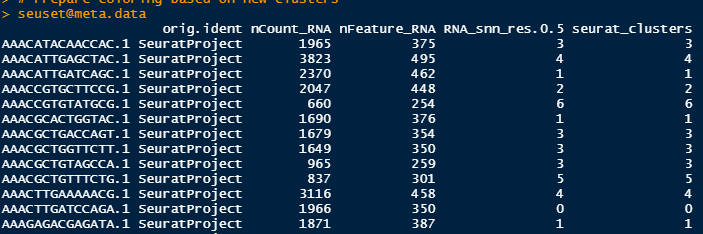 > # Prepare coloring based on new clusters
> seuset@meta.data
orig.ident nCount_RNA nFeature_RNA RNA_snn_res.0.5 seurat_clusters
AAACATACAACCAC.1 SeuratProject 1965 375 3 3
AAACATTGAGCTAC.1 SeuratProject 3823 495 4 4
AAACATTGATCAGC.1 SeuratProject 2370 462 1 1
AAACCGTGCTTCCG.1 SeuratProject 2047 448 2 2
AAACCGTGTATGCG.1 SeuratProject 660 254 6 6
AAACGCACTGGTAC.1 SeuratProject 1690 376 1 1
AAACGCTGACCAGT.1 SeuratProject 1679 354 3 3
AAACGCTGGTTCTT.1 SeuratProject 1649 350 3 3
AAACGCTGTAGCCA.1 SeuratProject 965 259 3 3
AAACGCTGTTTCTG.1 SeuratProject 837 301 5 5
AAACTTGAAAAACG.1 SeuratProject 3116 458 4 4
AAACTTGATCCAGA.1 SeuratProject 1966 350 0 0
AAAGAGACGAGATA.1 SeuratProject 1871 387 1 1